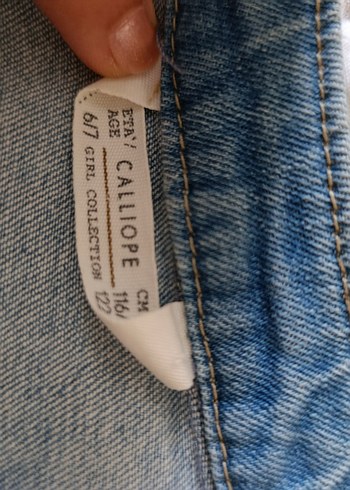 ETA'/
AGE
6/7
CALLIOPE
GIRL COLLECTION
CM
116/
122